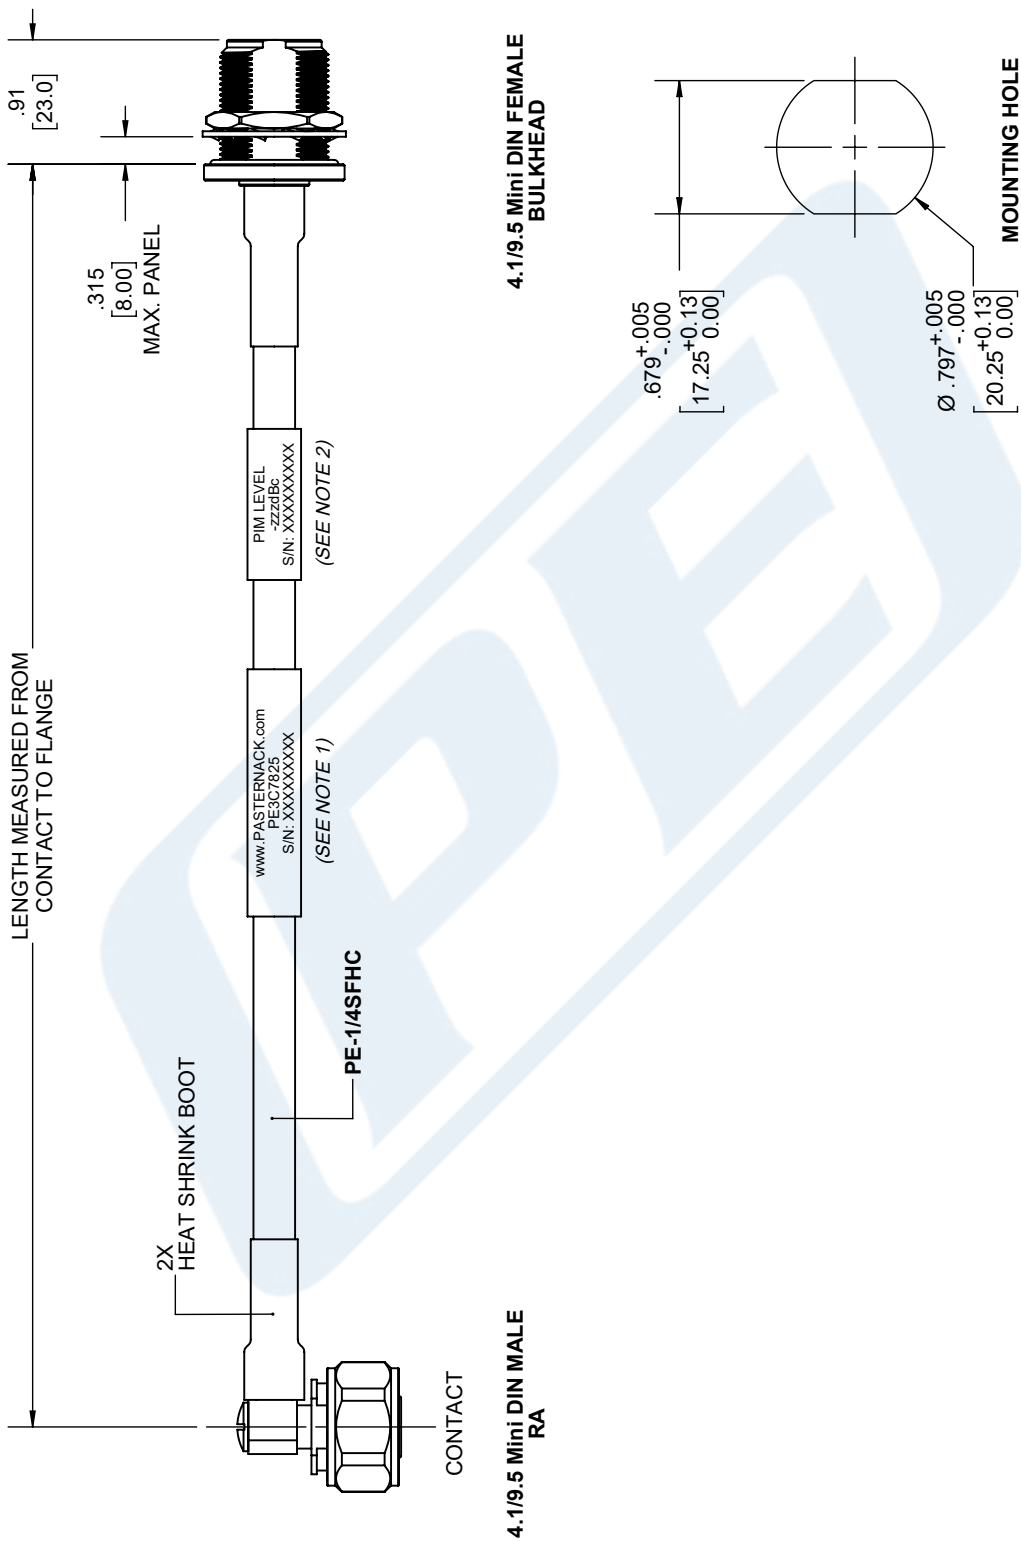 LENGTH MEASURED FROM
CONTACT TO FLANGE
.91
[23.0]
.315
[8.00]
MAX. PANEL
2X
HEAT SHRINK BOOT
www.PASTERNACK.com
PE3C7825
S/N: XXXXXXXXX
(SEE NOTE 1)
PIM LEVEL
-zzzdBc
S/N: XXXXXXXXX
(SEE NOTE 2)
PE-1/4SFHC
CONTACT
4.1/9.5 Mini DIN MALE
RA
4.1/9.5 Mini DIN FEMALE
BULKHEAD
.679 +.005
-.000
[17.25 +0.13
0.00]
Ø .797 +.005
-.000
[20.25 +0.13
0.00]
MOUNTING HOLE
PE